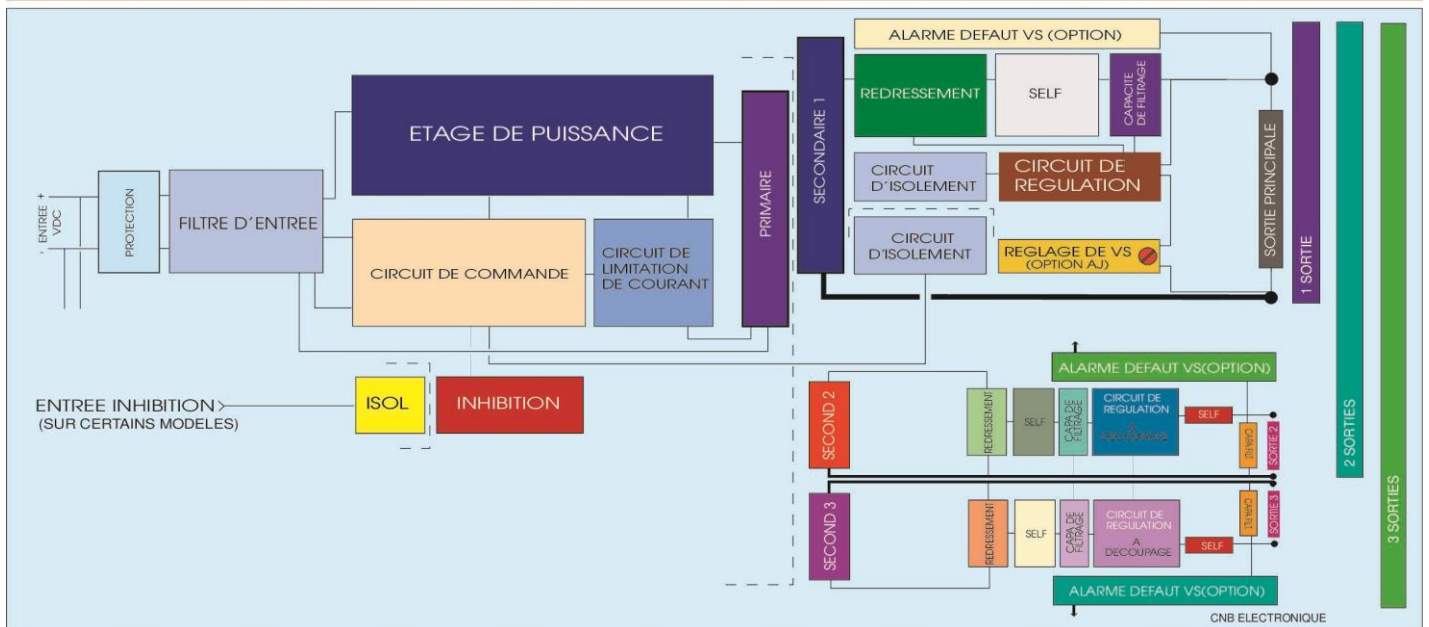 ENTREE
VDC
+
-
PROTECTION
FILTRE D'ENTREE
ETAGE DE PUISSANCE
CIRCUIT DE COMMANDE
CIRCUIT DE
LIMITATION
DE COURANT
PRIMAIRE
ENTREE INHIBITION >
(SUR CERTAINS MODELES)
ISOL
INHIBITION
SECONDAIRE 1
ALARME DEFAUT VS (OPTION)
REDRESSEMENT
SELF
CAPACITE
DE FILTRAGE
CIRCUIT
D'ISOLEMENT
CIRCUIT DE
REGULATION
CIRCUIT
D'ISOLEMENT
REGLAGE DE VS
(OPTION AJ)
SORTIE PRINCIPALE
1 SORTIE
2 SORTIES
3 SORTIES
ALARME DEFAUT VS(OPTION)
SECOND 2
REDRESSEMENT
SELF
CAPA DE
FILTRAGE
CIRCUIT DE
REGULATION
A DECOUPAGE
SELF
CAPA FILT
SORTIE 2
SECOND 3
REDRESSEMENT
SELF
CAPA DE
FILTRAGE
CIRCUIT DE
REGULATION
A
DECOUPAGE
SELF
CAPA FILT
SORTIE 3
ALARME DEFAUT VS(OPTION)
CNB ELECTRONIQUE